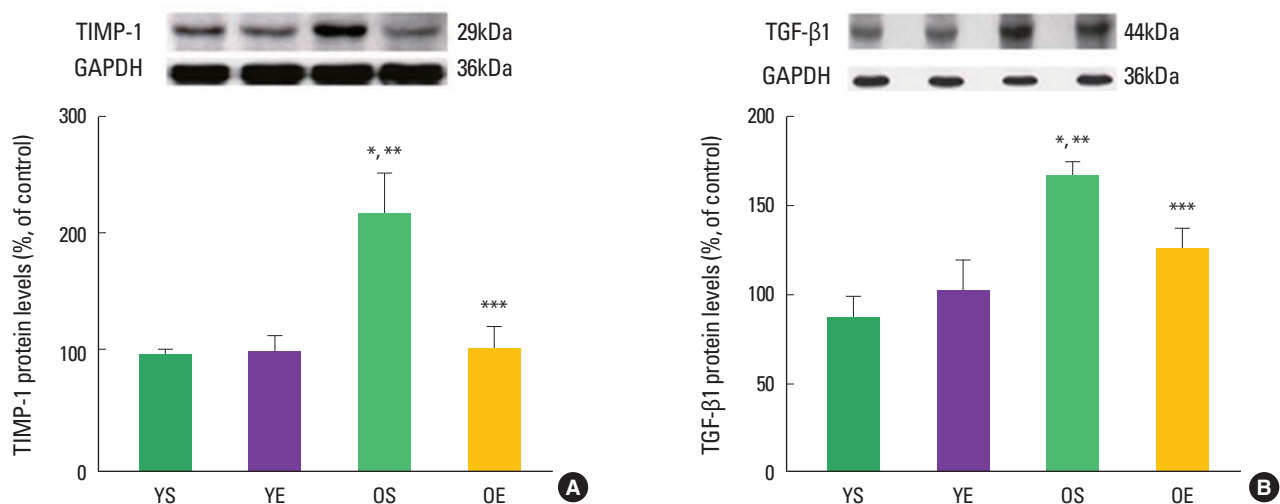 TIMP-1 29kDa
GAPDH 36kDa
300
200
100
0
TIMP-1 protein levels (%, of control)
*, **
***
YS YE OS OE
A
TGF-β1 44kDa
GAPDH 36kDa
200
150
100
50
0
TGF-β1 protein levels (%, of control)
*, **
***
YS YE OS OE
B